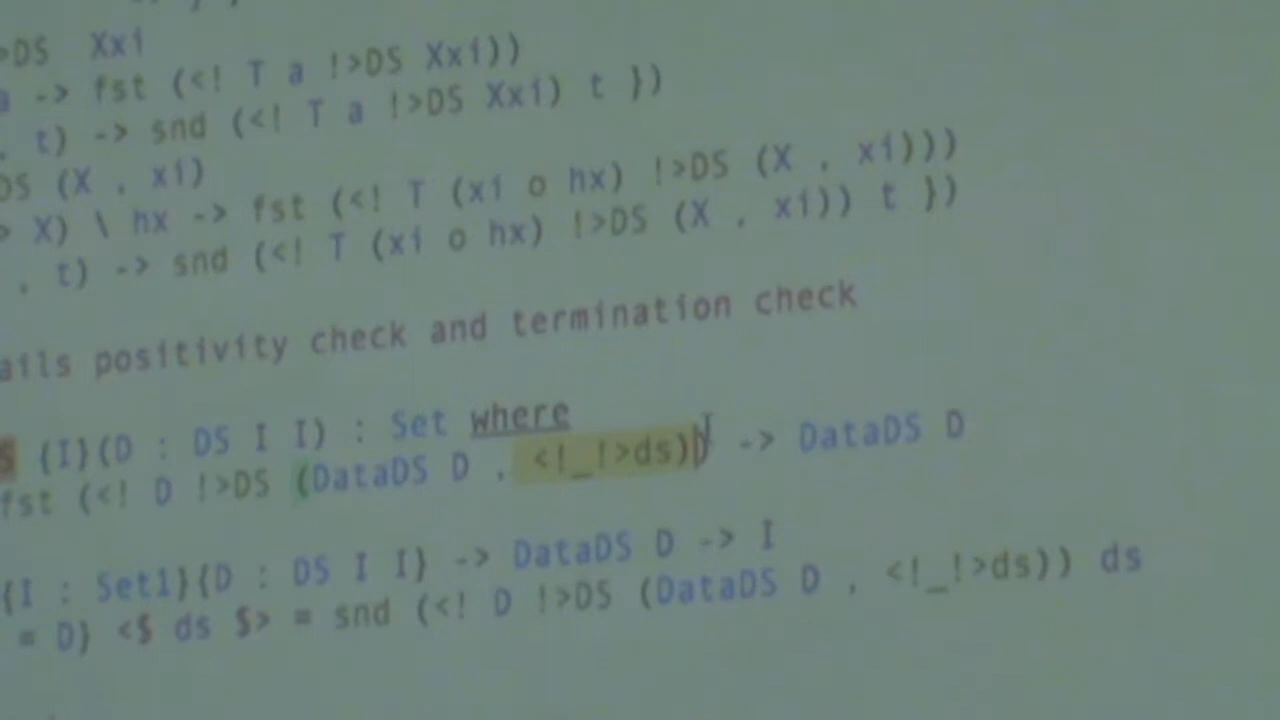 >DS Xxi
a -> fst (<! T a !>DS Xxi))
, t) -> snd (<! T a !>DS Xxi) t })
DS (X , xi)
> X) \ hx -> fst (<! T (xi o hx) !>DS (X , xi)))
, t) -> snd (<! T (xi o hx) !>DS (X , xi)) t })
ails positivity check and termination check
S {I}(D : DS I I) : Set where
fst (<! D !>DS (DataDS D , <!_!>ds)) -> DataDS D
{I : Set1}{D : DS I I} -> DataDS D -> I
= D} <$ ds $> = snd (<! D !>DS (DataDS D , <!_!>ds)) ds